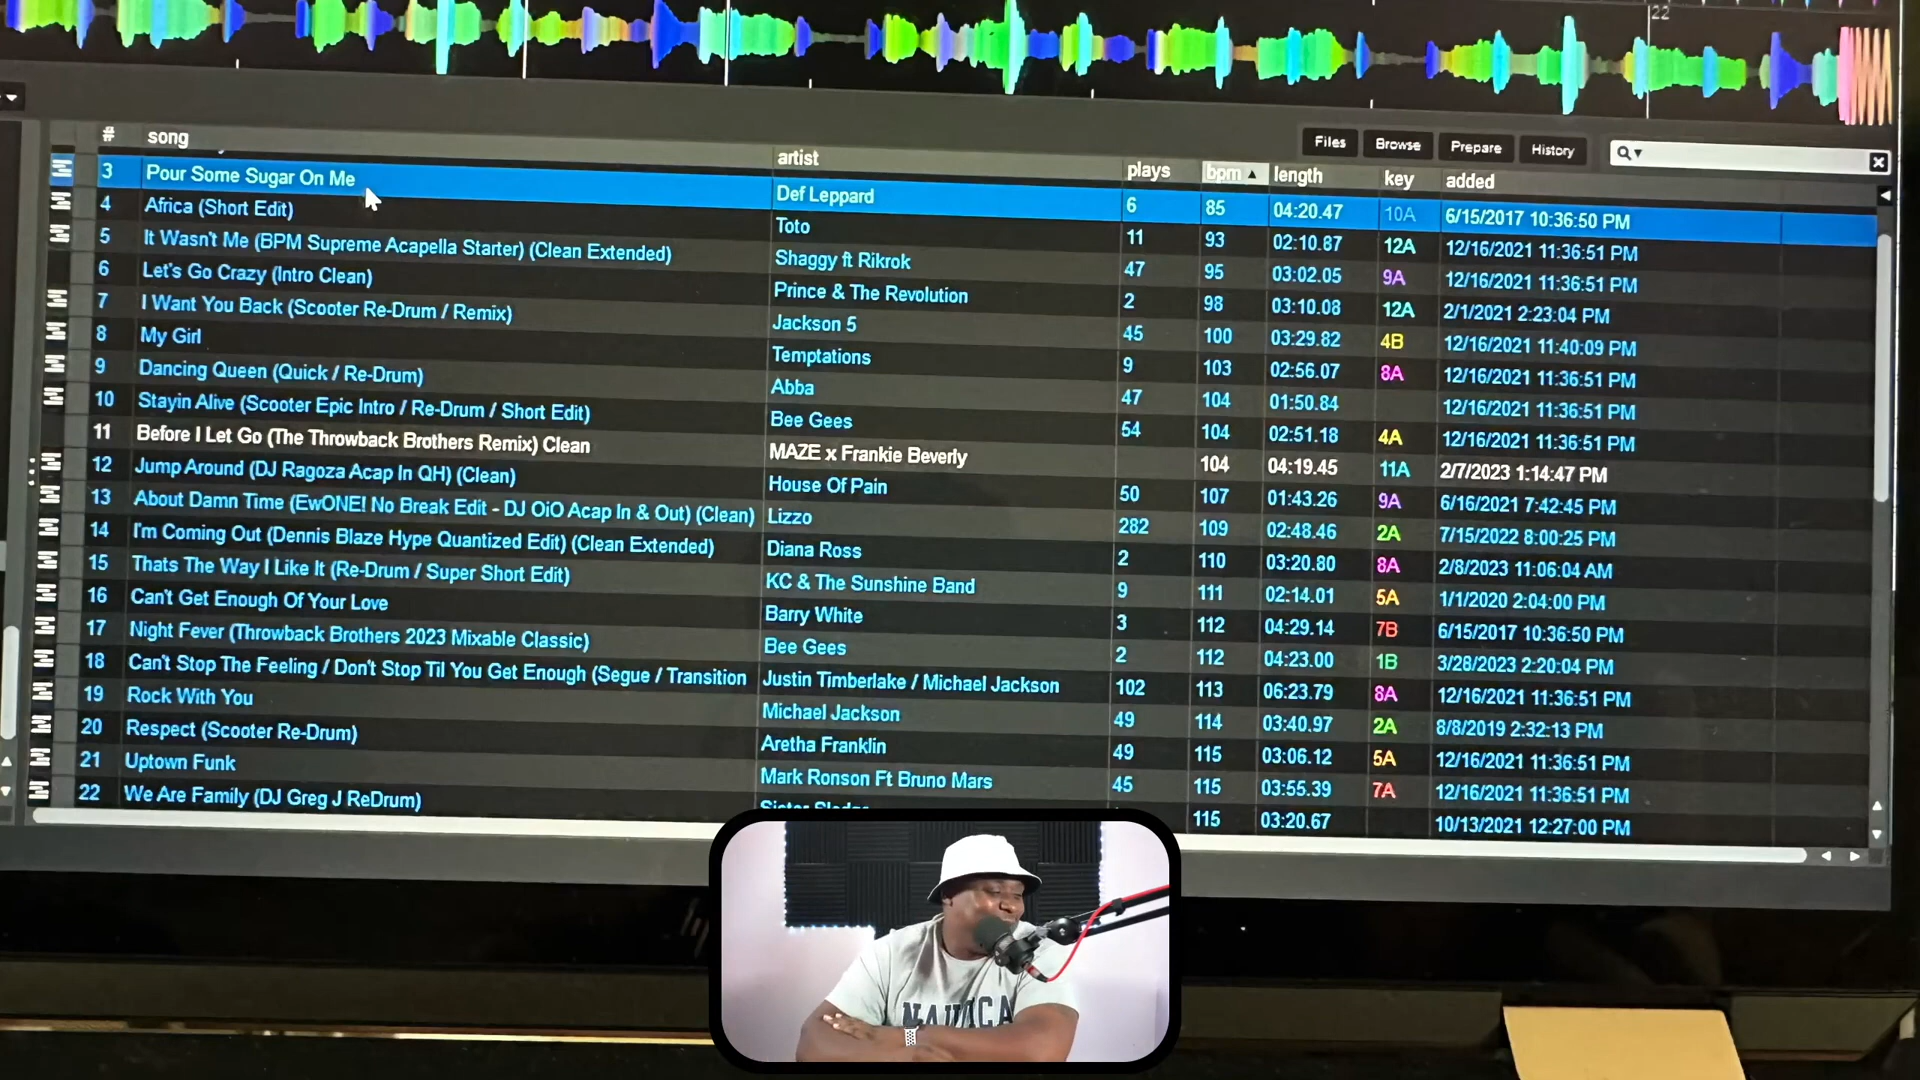 22
# song artist plays bpm length key added
Files Browse Prepare History
3 Pour Some Sugar On Me Def Leppard 6 85 04:20.47 10A 6/15/2017 10:36:50 PM
4 Africa (Short Edit) Toto 11 93 02:10.87 12A 12/16/2021 11:36:51 PM
5 It Wasn't Me (BPM Supreme Acapella Starter) (Clean Extended) Shaggy ft Rikrok 47 95 03:02.05 9A 12/16/2021 11:36:51 PM
6 Let's Go Crazy (Intro Clean) Prince & The Revolution 2 98 03:10.08 12A 2/1/2021 2:23:04 PM
7 I Want You Back (Scooter Re-Drum / Remix) Jackson 5 45 100 03:29.82 4B 12/16/2021 11:40:09 PM
8 My Girl Temptations 9 103 02:56.07 8A 12/16/2021 11:36:51 PM
9 Dancing Queen (Quick / Re-Drum) Abba 47 104 01:50.84 12/16/2021 11:36:51 PM
10 Stayin Alive (Scooter Epic Intro / Re-Drum / Short Edit) Bee Gees 54 104 02:51.18 4A 12/16/2021 11:36:51 PM
11 Before I Let Go (The Throwback Brothers Remix) Clean MAZE x Frankie Beverly 104 04:19.45 11A 2/7/2023 1:14:47 PM
12 Jump Around (DJ Ragoza Acap In QH) (Clean) House Of Pain 50 107 01:43.26 9A 6/16/2021 7:42:45 PM
13 About Damn Time (EwONE! No Break Edit - DJ OiO Acap In & Out) (Clean) Lizzo 282 109 02:48.46 2A 7/15/2022 8:00:25 PM
14 I'm Coming Out (Dennis Blaze Hype Quantized Edit) (Clean Extended) Diana Ross 2 110 03:20.80 8A 2/8/2023 11:06:04 AM
15 Thats The Way I Like It (Re-Drum / Super Short Edit) KC & The Sunshine Band 9 111 02:14.01 5A 1/1/2020 2:04:00 PM
16 Can't Get Enough Of Your Love Barry White 3 112 04:29.14 7B 6/15/2017 10:36:50 PM
17 Night Fever (Throwback Brothers 2023 Mixable Classic) Bee Gees 2 112 04:23.00 1B 3/28/2023 2:20:04 PM
18 Can't Stop The Feeling / Don't Stop Til You Get Enough (Segue / Transition Justin Timberlake / Michael Jackson 102 113 06:23.79 8A 12/16/2021 11:36:51 PM
19 Rock With You Michael Jackson 49 114 03:40.97 2A 8/8/2019 2:32:13 PM
20 Respect (Scooter Re-Drum) Aretha Franklin 49 115 03:06.12 5A 12/16/2021 11:36:51 PM
21 Uptown Funk Mark Ronson Ft Bruno Mars 45 115 03:55.39 7A 12/16/2021 11:36:51 PM
22 We Are Family (DJ Greg J ReDrum) Sister Sledge 115 03:20.67 10/13/2021 12:27:00 PM
hp
NAUTICA